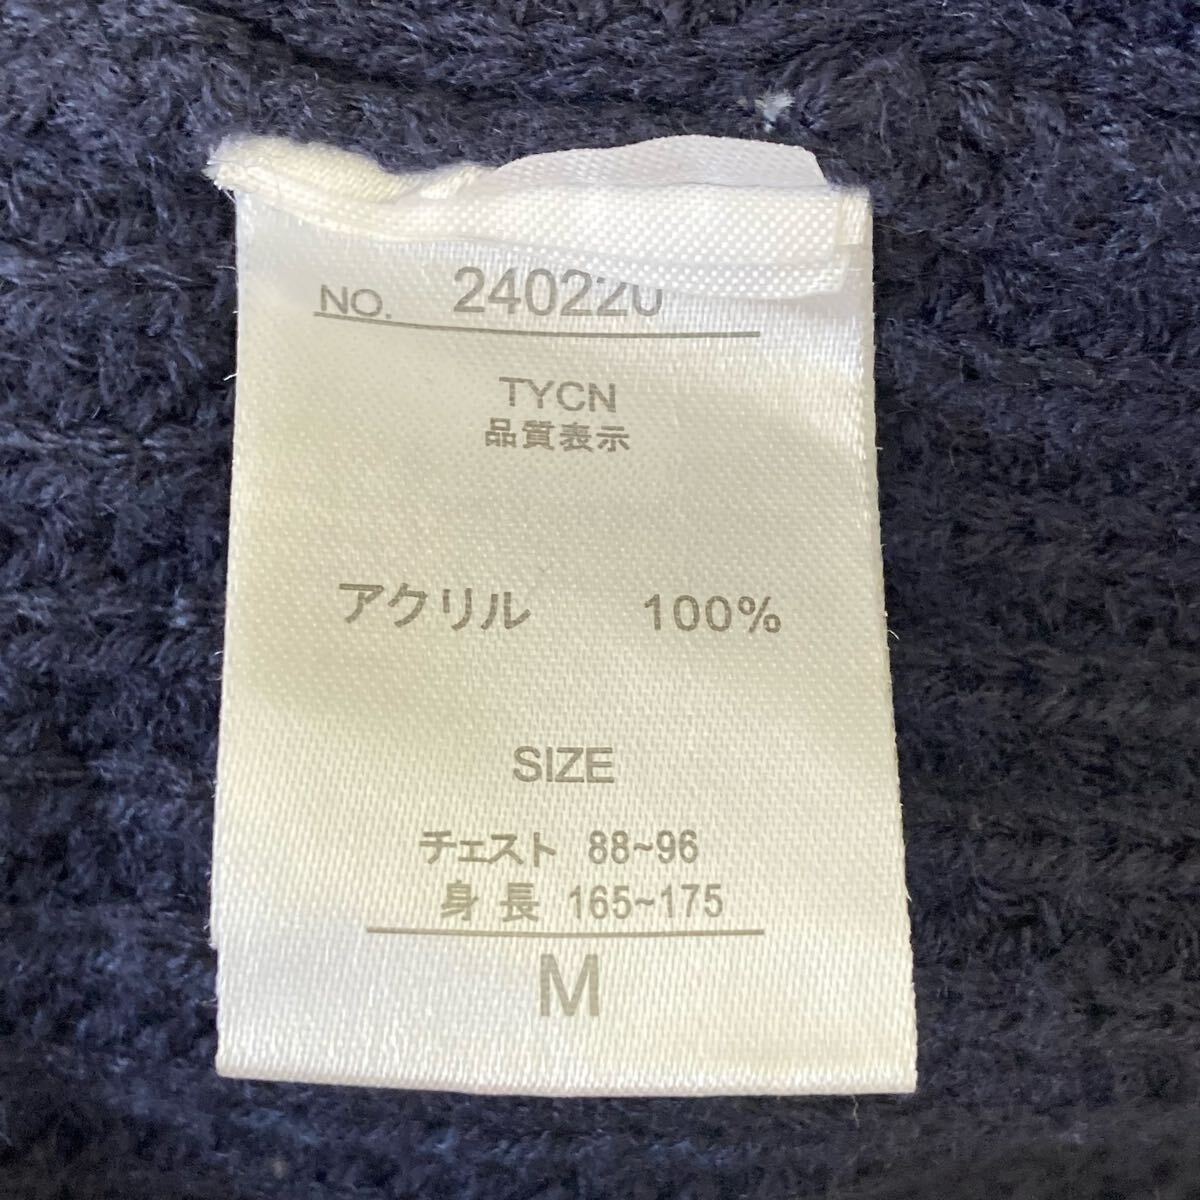 NO. 240220
TYCN
品質表示
アクリル 100%
SIZE
チェスト 88~96
身長 165~175
M